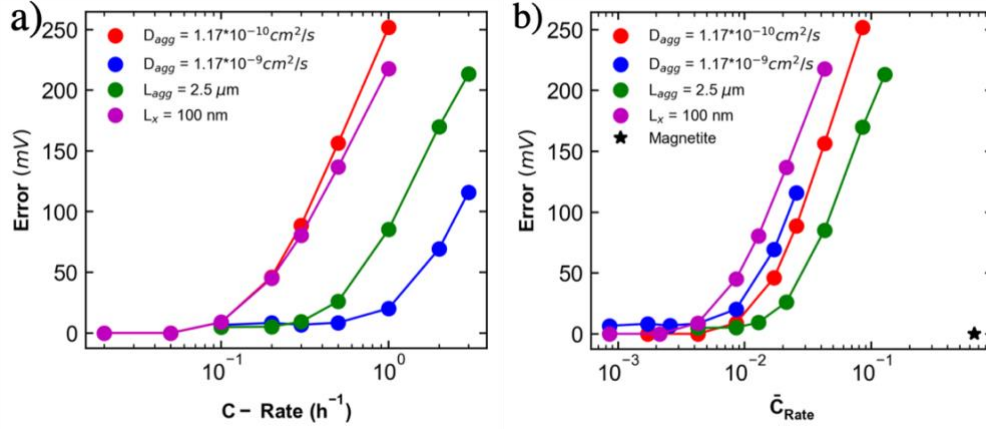 a)
250
200
150
100
50
0
Error (mV)
D_agg = 1.17*10^−10 cm^2/s
D_agg = 1.17*10^−9 cm^2/s
L_agg = 2.5 μm
L_x = 100 nm
10^−1
10^0
C − Rate (h^−1)
b)
250
200
150
100
50
0
Error (mV)
D_agg = 1.17*10^−10 cm^2/s
D_agg = 1.17*10^−9 cm^2/s
L_agg = 2.5 μm
L_x = 100 nm
Magnetite
10^−3
10^−2
10^−1
C̄_Rate